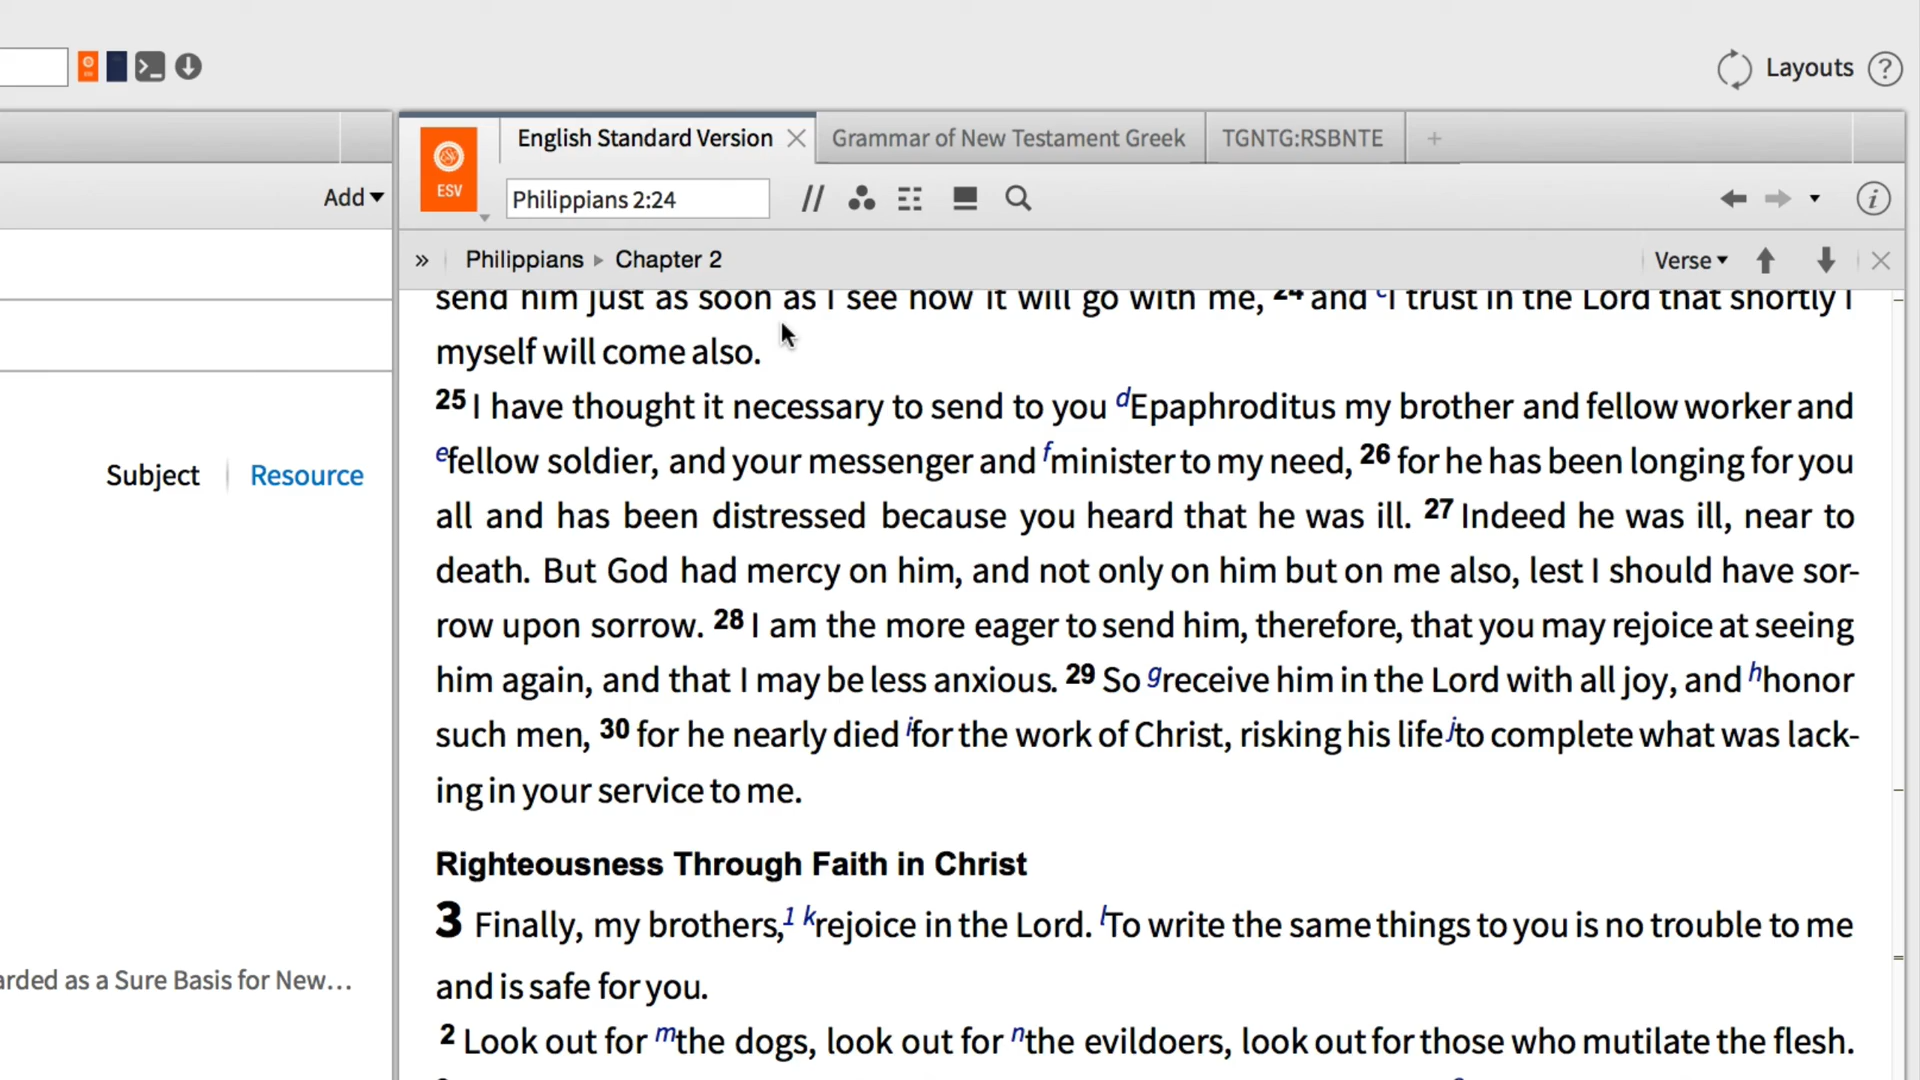 Layouts ?
English Standard Version Grammar of New Testament Greek TGNTG:RSBNTE +
ESV
Add
Philippians 2:24
» Philippians ▸ Chapter 2 Verse
send him just as soon as I see how it will go with me, 24 and cI trust in the Lord that shortly I
myself will come also.
25 I have thought it necessary to send to you dEpaphroditus my brother and fellow worker and
efellow soldier, and your messenger and fminister to my need, 26 for he has been longing for you
all and has been distressed because you heard that he was ill. 27 Indeed he was ill, near to
death. But God had mercy on him, and not only on him but on me also, lest I should have sor-
row upon sorrow. 28 I am the more eager to send him, therefore, that you may rejoice at seeing
him again, and that I may be less anxious. 29 So greceive him in the Lord with all joy, and hhonor
such men, 30 for he nearly died ifor the work of Christ, risking his life jto complete what was lack-
ing in your service to me.
Subject Resource
Righteousness Through Faith in Christ
3 Finally, my brothers,1 krejoice in the Lord. lTo write the same things to you is no trouble to me
and is safe for you.
arded as a Sure Basis for New…
2 Look out for mthe dogs, look out for nthe evildoers, look out for those who mutilate the flesh.